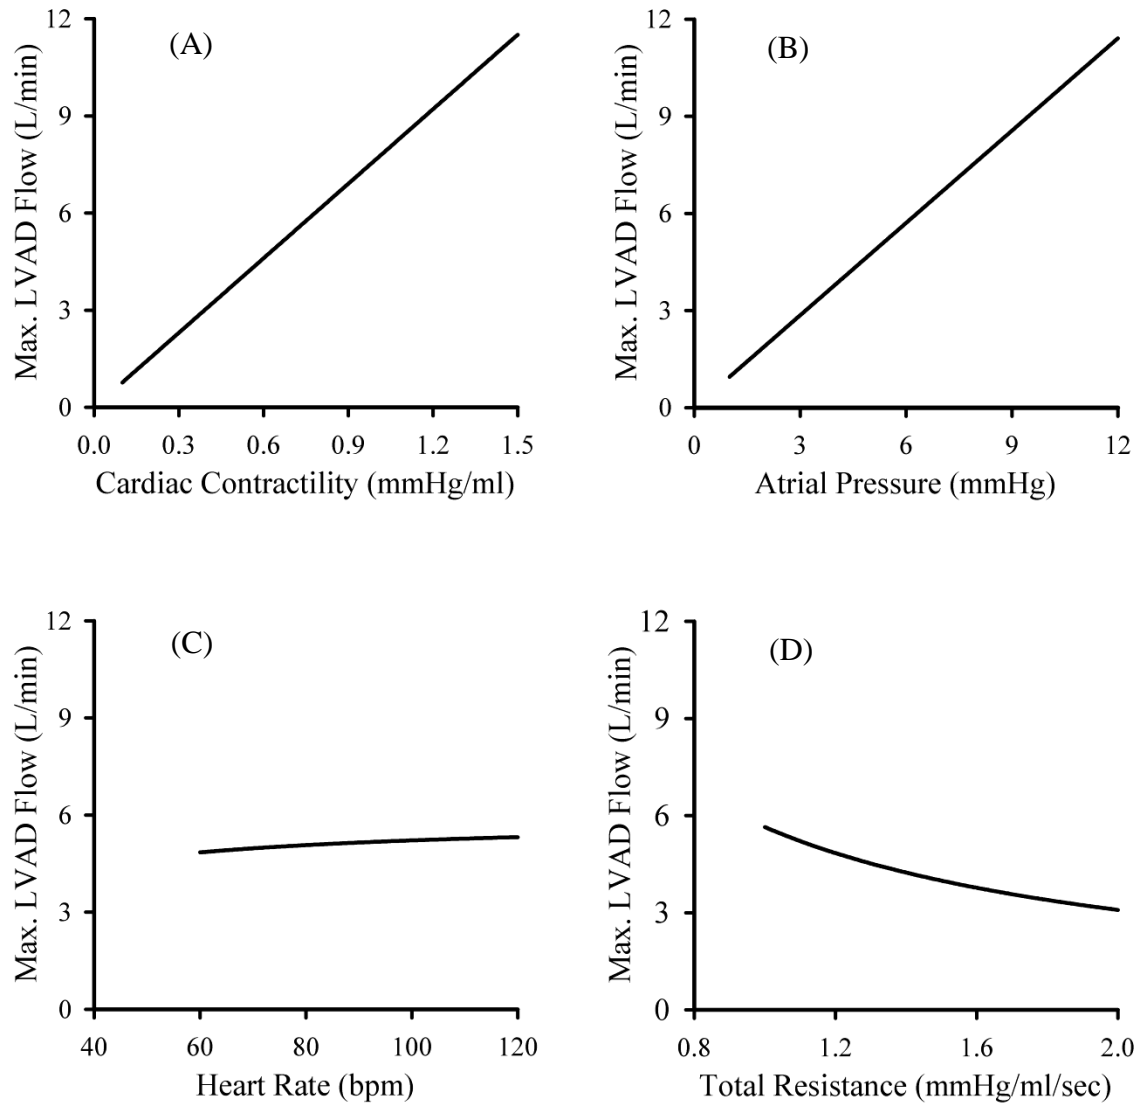 (A)
Max. LVAD Flow (L/min)
12
9
6
3
0
0.0 0.3 0.6 0.9 1.2 1.5
Cardiac Contractility (mmHg/ml)
(B)
Max. LVAD Flow (L/min)
12
9
6
3
0
0 3 6 9 12
Atrial Pressure (mmHg)
(C)
Max. LVAD Flow (L/min)
12
9
6
3
0
40 60 80 100 120
Heart Rate (bpm)
(D)
Max. LVAD Flow (L/min)
12
9
6
3
0
0.8 1.2 1.6 2.0
Total Resistance (mmHg/ml/sec)